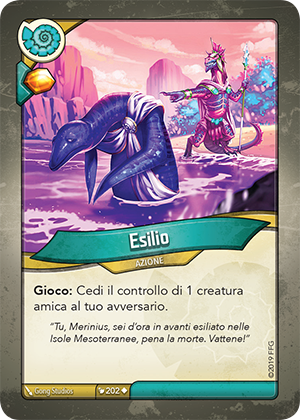 Esilio
AZIONE
Gioco: Cedi il controllo di 1 creatura
amica al tuo avversario.
“Tu, Merinius, sei d’ora in avanti esiliato nelle
Isole Mesoterranee, pena la morte. Vattene!”
Gong Studios
202
©2019 FFG